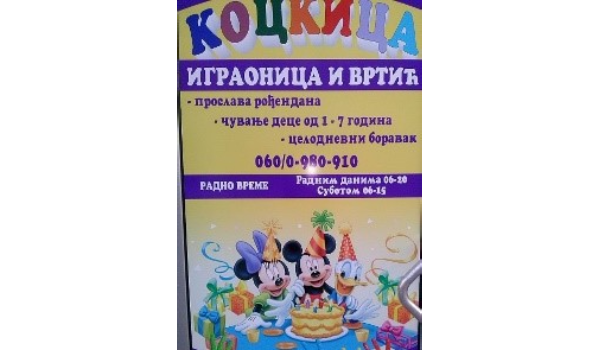 КОЦКИЦА
ИГРАОНИЦА И ВРТИЋ
- прослава рођендана
- чување деце од 1 - 7 година
- целодневни боравак
060/0-980-910
РАДНО ВРЕМЕ
Радним данима 06-20
Суботом 06-15